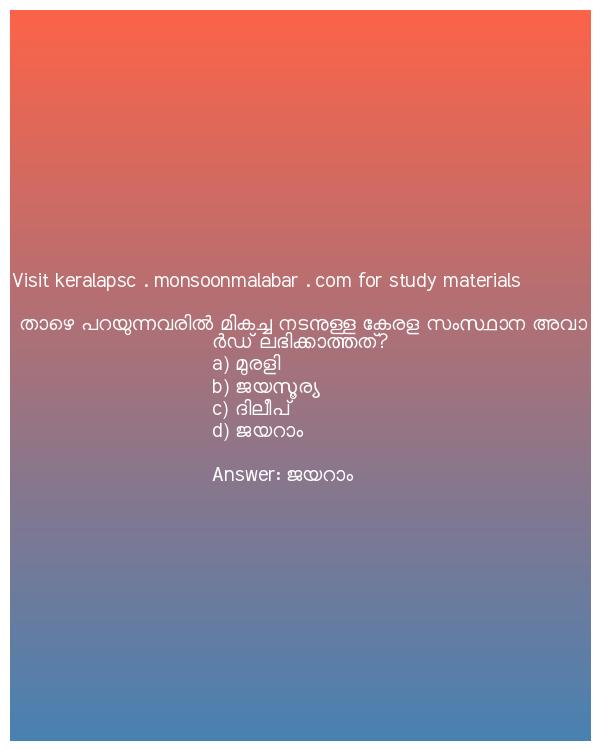 Visit keralapsc . monsoonmalabar . com for study materials
താഴെ പറയുന്നവരിൽ മികച്ച നടനുള്ള കേരള സംസ്ഥാന അവാ
ർഡ് ലഭിക്കാത്തത്?
a) മുരളി
b) ജയസൂര്യ
c) ദിലീപ്
d) ജയറാം
Answer: ജയറാം